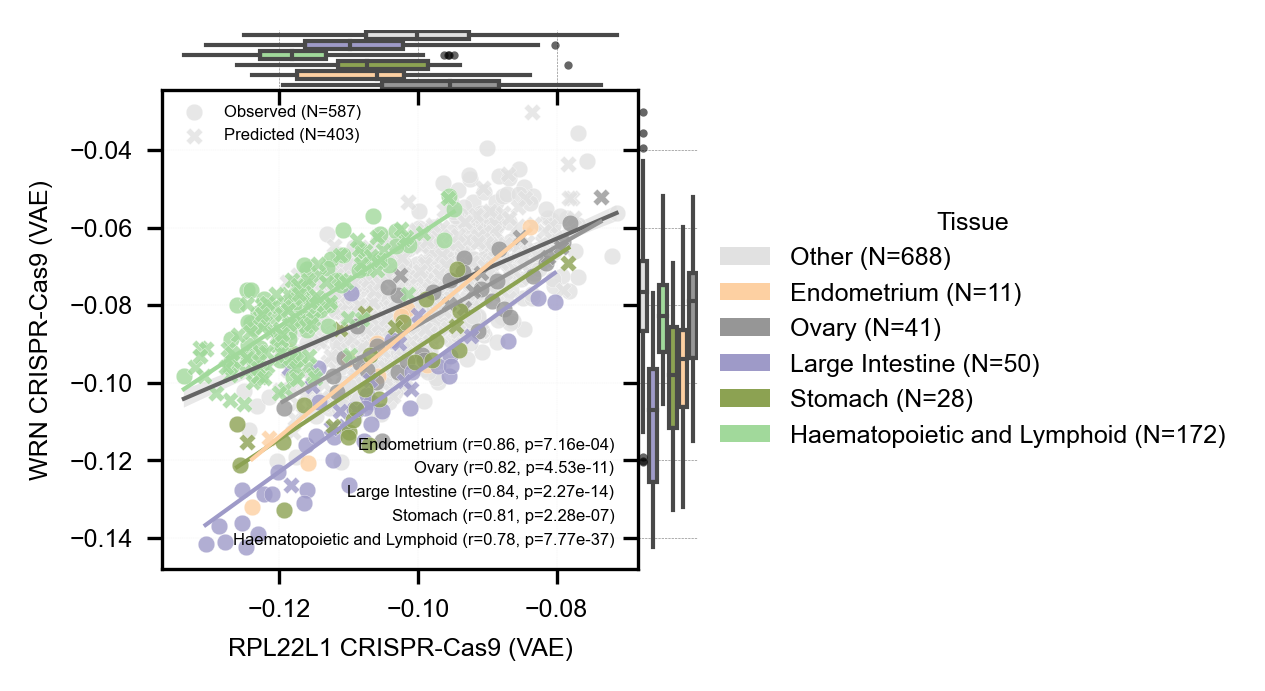 Observed (N=587)
Predicted (N=403)
−0.04
−0.06
−0.08
−0.10
−0.12
−0.14
WRN CRISPR-Cas9 (VAE)
Endometrium (r=0.86, p=7.16e-04)
Ovary (r=0.82, p=4.53e-11)
Large Intestine (r=0.84, p=2.27e-14)
Stomach (r=0.81, p=2.28e-07)
Haematopoietic and Lymphoid (r=0.78, p=7.77e-37)
−0.12
−0.10
−0.08
RPL22L1 CRISPR-Cas9 (VAE)
Tissue
Other (N=688)
Endometrium (N=11)
Ovary (N=41)
Large Intestine (N=50)
Stomach (N=28)
Haematopoietic and Lymphoid (N=172)